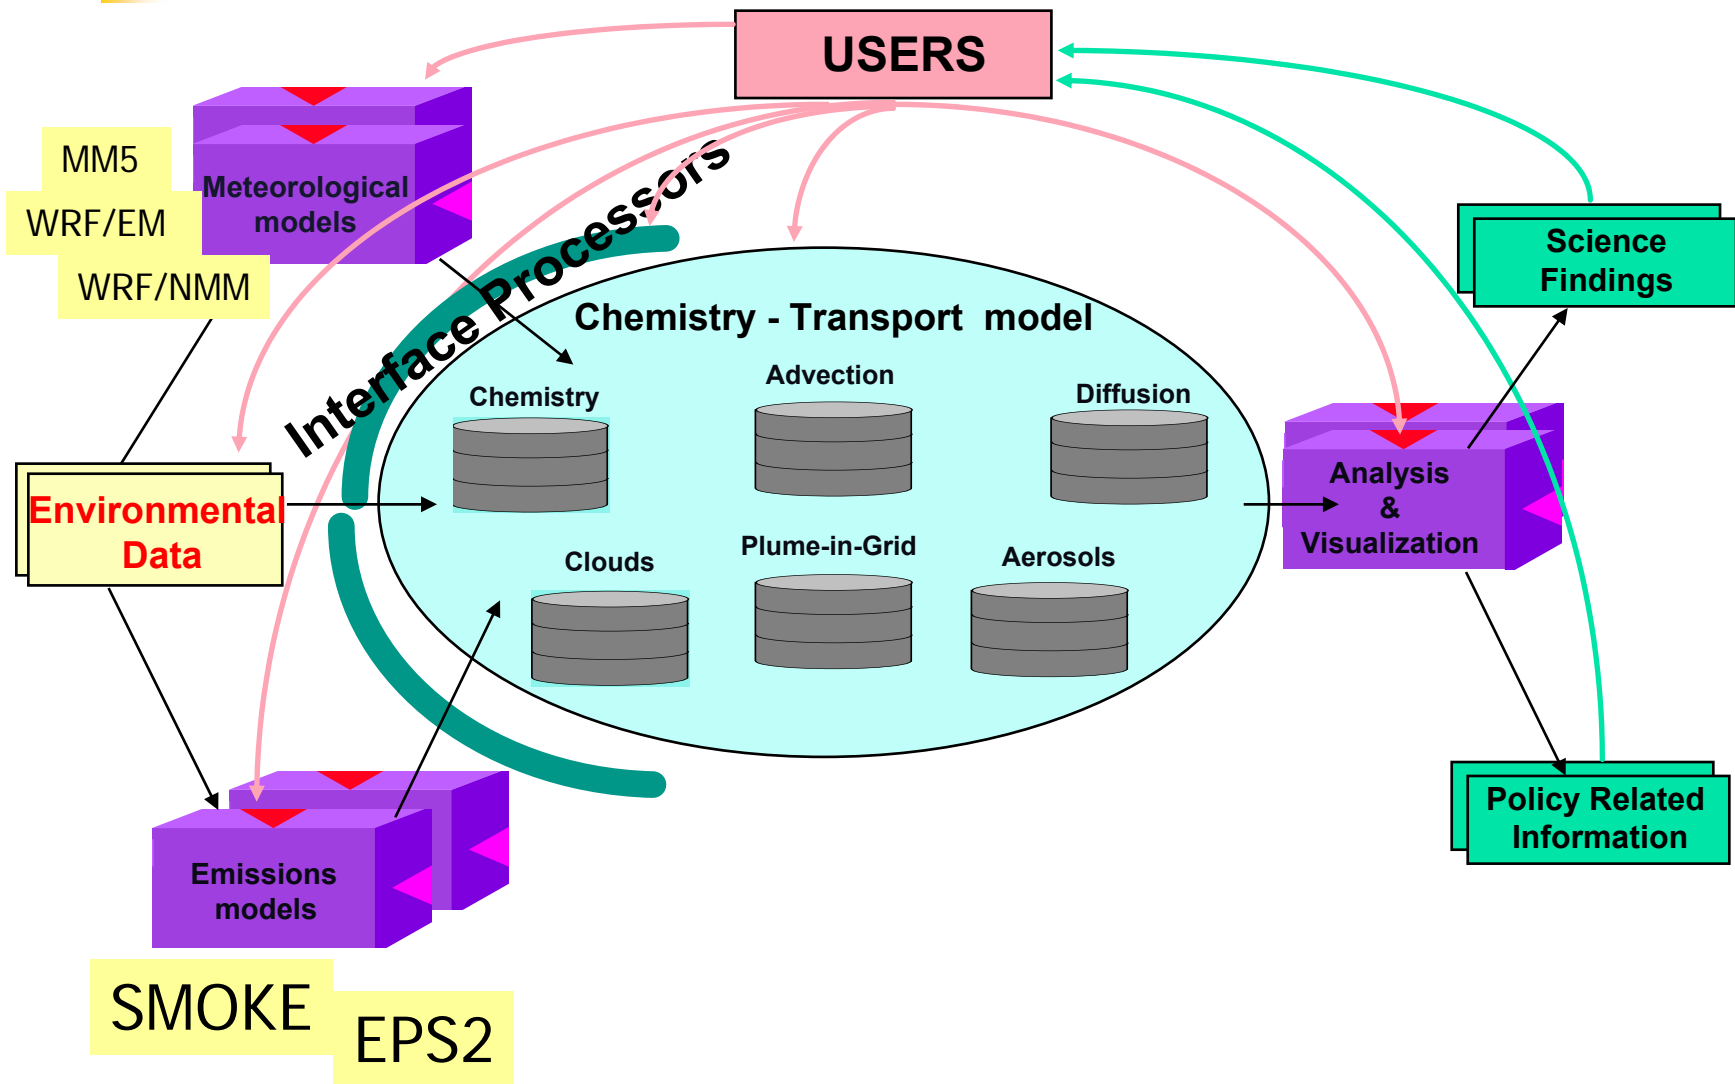 USERS
MM5
WRF/EM
WRF/NMM
Meteorological
models
Interface Processors
Science
Findings
Chemistry - Transport  model
Chemistry
Advection
Diffusion
Environmental
Data
Analysis
&
Visualization
Clouds
Plume-in-Grid
Aerosols
Policy Related
Information
Emissions
models
SMOKE
EPS2